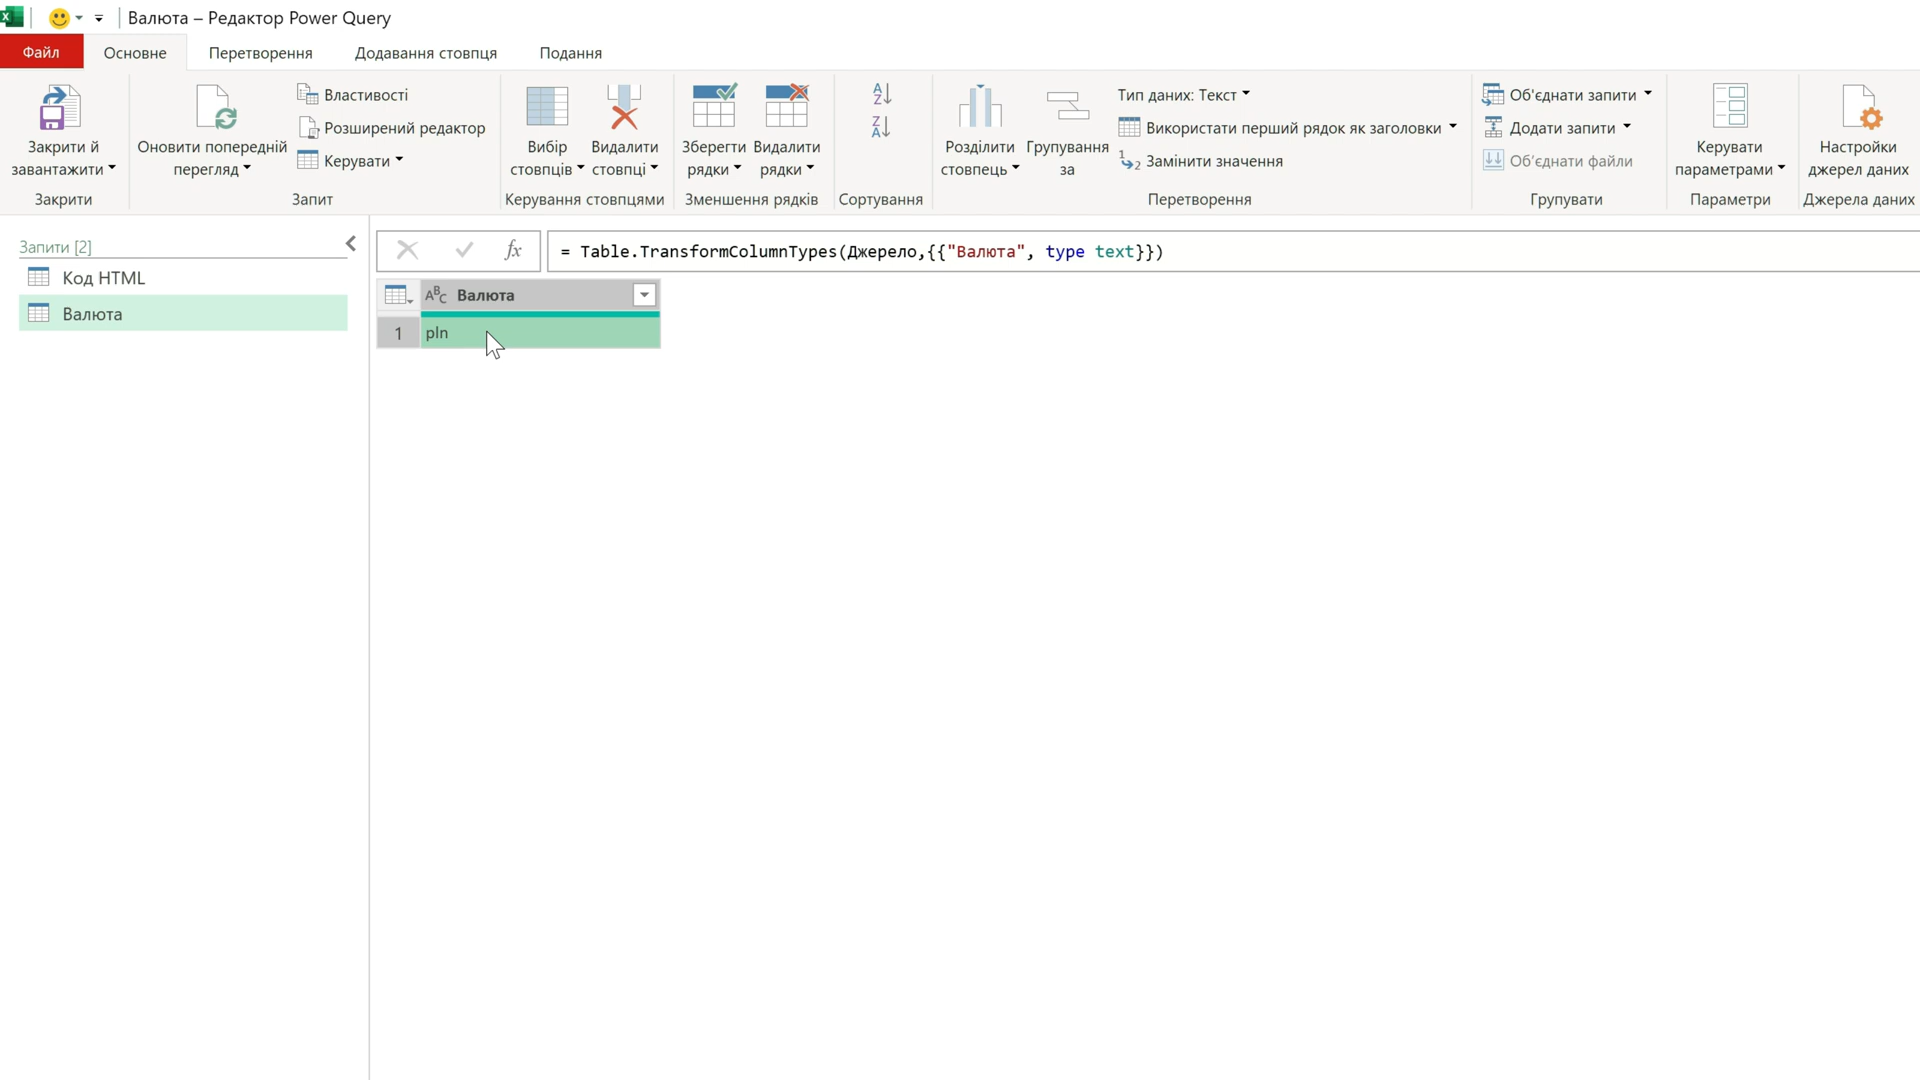 Валюта – Редактор Power Query
Файл
Основне
Перетворення
Додавання стовпця
Подання
Закрити й
завантажити
Закрити
Оновити попередній
перегляд
Властивості
Розширений редактор
Керувати
Запит
Вибір
стовпців
Видалити
стовпці
Керування стовпцями
Зберегти
рядки
Видалити
рядки
Зменшення рядків
Сортування
Розділити
стовпець
Групування
за
Тип даних: Текст
Використати перший рядок як заголовки
Замінити значення
Перетворення
Об'єднати запити
Додати запити
Об'єднати файли
Групувати
Керувати
параметрами
Параметри
Настройки
джерел даних
Джерела даних
Запити [2]
Код HTML
Валюта
fx
= Table.TransformColumnTypes(Джерело,{{"Валюта", type text}})
ABC Валюта
1 pln